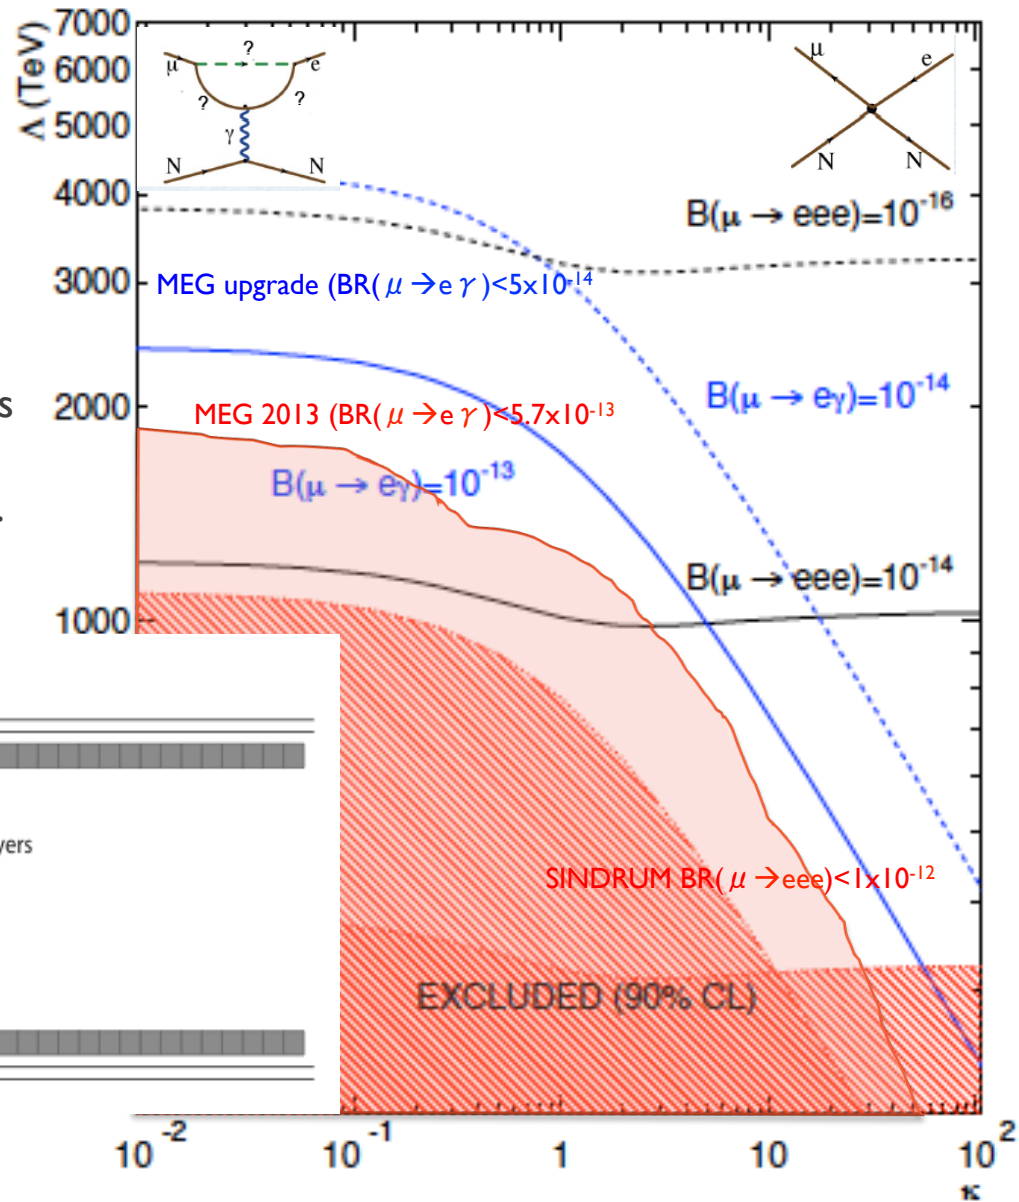 7000
Λ (TeV)
6000
5000
4000
3000
2000
1000
?
μ
e
?
?
γ
N
N
μ
e
N
N
B(μ → eee)=10-16
MEG upgrade (BR( μ →e γ )<5x10-14
B(μ → eγ)=10-14
s
MEG 2013 (BR( μ →e γ )<5.7x10-13
B(μ → eγ)=10-13
.
B(μ → eee)=10-14
yers
SINDRUM BR( μ →eee)<1x10-12
EXCLUDED (90% CL)
10-2
10-1
1
10
102
κ